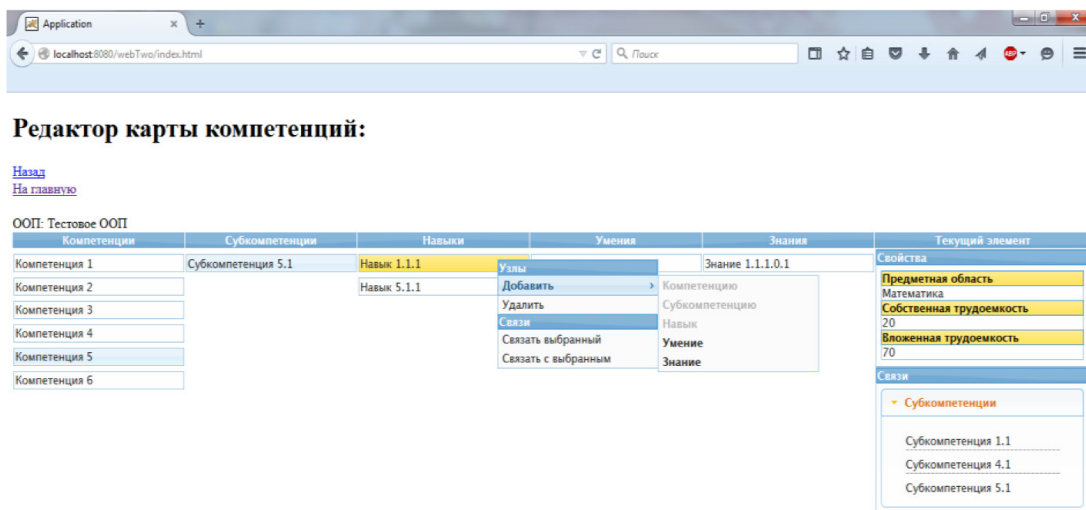 Application
localhost:8080/webTwo/index.html
Поиск
ABP
Редактор карты компетенций:
Назад
На главную
ООП: Тестовое ООП
Компетенции Субкомпетенции Навыки Умения Знания Текущий элемент
Компетенция 1 Субкомпетенция 5.1 Навык 1.1.1 Знание 1.1.1.0.1
Компетенция 2 Навык 5.1.1
Компетенция 3
Компетенция 4
Компетенция 5
Компетенция 6
Узлы
Добавить
Удалить
Связи
Связать выбранный
Связать с выбранным
Компетенцию
Субкомпетенцию
Навык
Умение
Знание
Свойства
Предметная область
Математика
Собственная трудоемкость
20
Вложенная трудоемкость
70
Связи
Субкомпетенции
Субкомпетенция 1.1
Субкомпетенция 4.1
Субкомпетенция 5.1